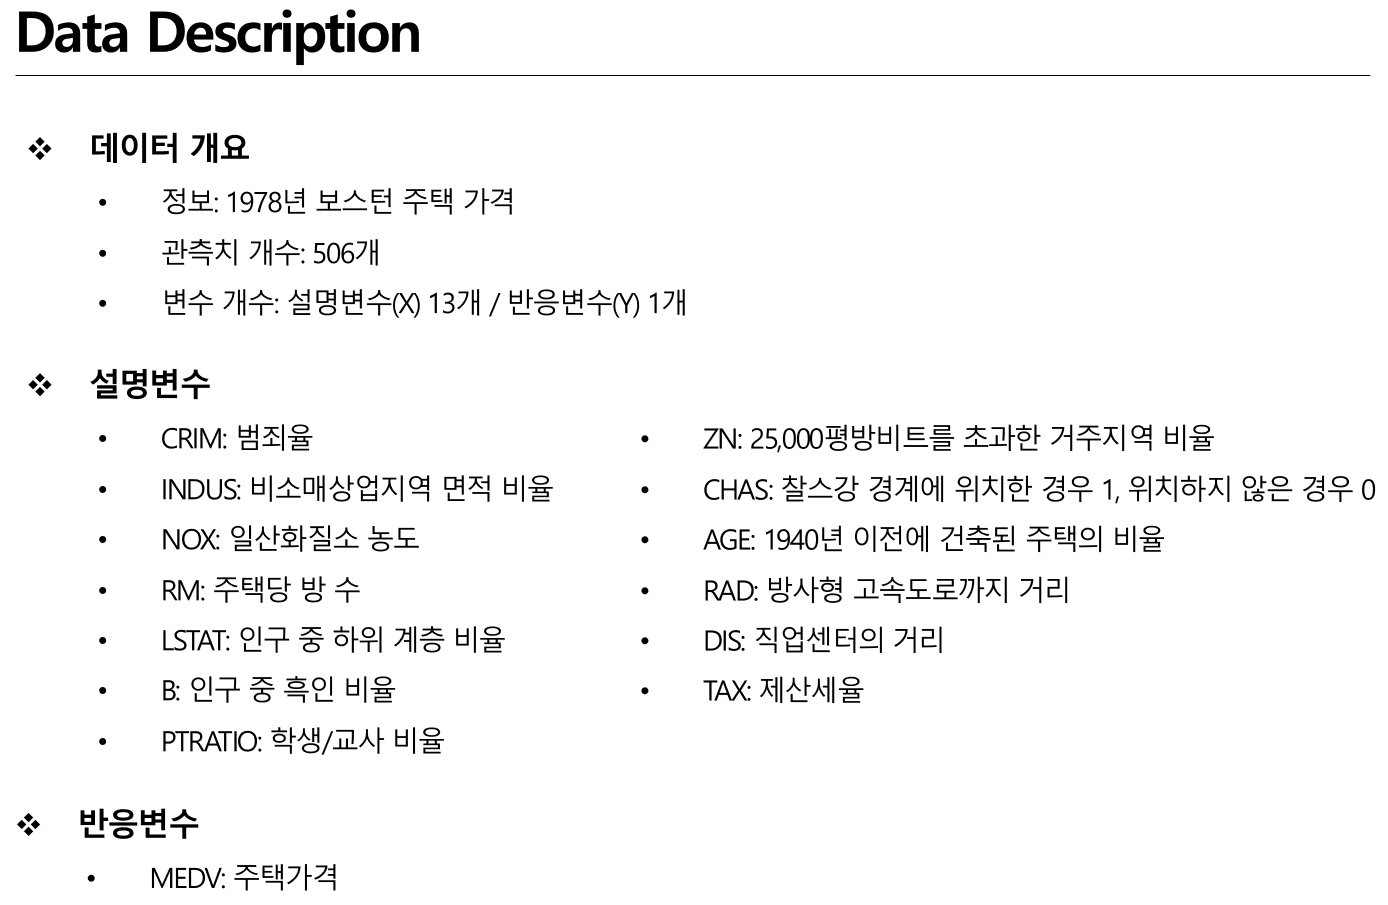 Data Description
❖ 데이터 개요
• 정보: 1978년 보스턴 주택 가격
• 관측치 개수: 506개
• 변수 개수: 설명변수(X) 13개 / 반응변수(Y) 1개
❖ 설명변수
• CRIM: 범죄율
• INDUS: 비소매상업지역 면적 비율
• NOX: 일산화질소 농도
• RM: 주택당 방 수
• LSTAT: 인구 중 하위 계층 비율
• B: 인구 중 흑인 비율
• PTRATIO: 학생/교사 비율
• ZN: 25,000평방비트를 초과한 거주지역 비율
• CHAS: 찰스강 경계에 위치한 경우 1, 위치하지 않은 경우 0
• AGE: 1940년 이전에 건축된 주택의 비율
• RAD: 방사형 고속도로까지 거리
• DIS: 직업센터의 거리
• TAX: 제산세율
❖ 반응변수
• MEDV: 주택가격